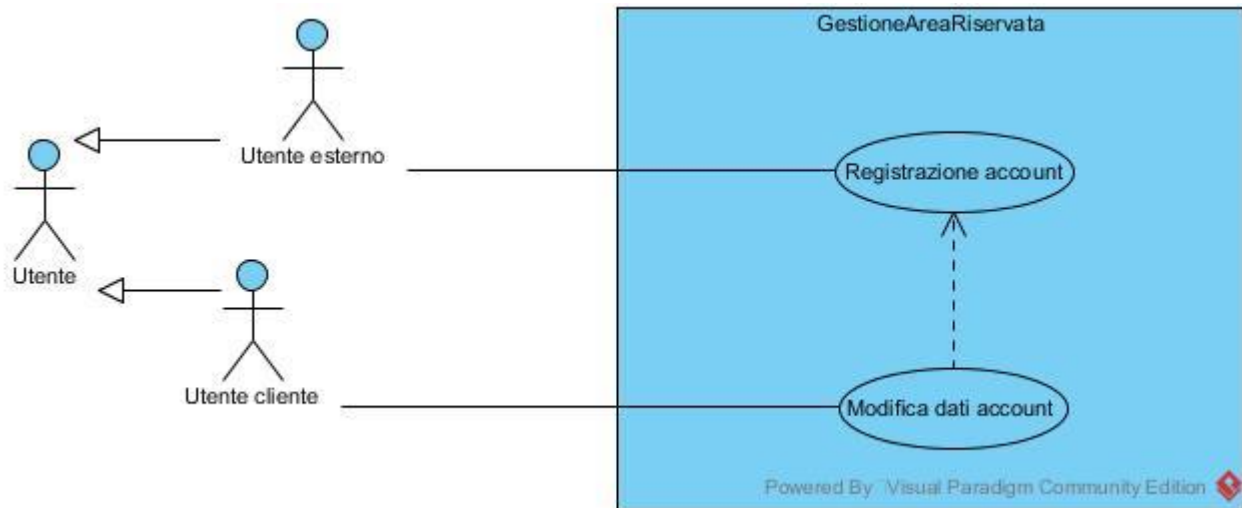 GestioneAreaRiservata
Utente esterno
Registrazione account
Utente
Utente cliente
Modifica dati account
Powered By Visual Paradigm Community Edition